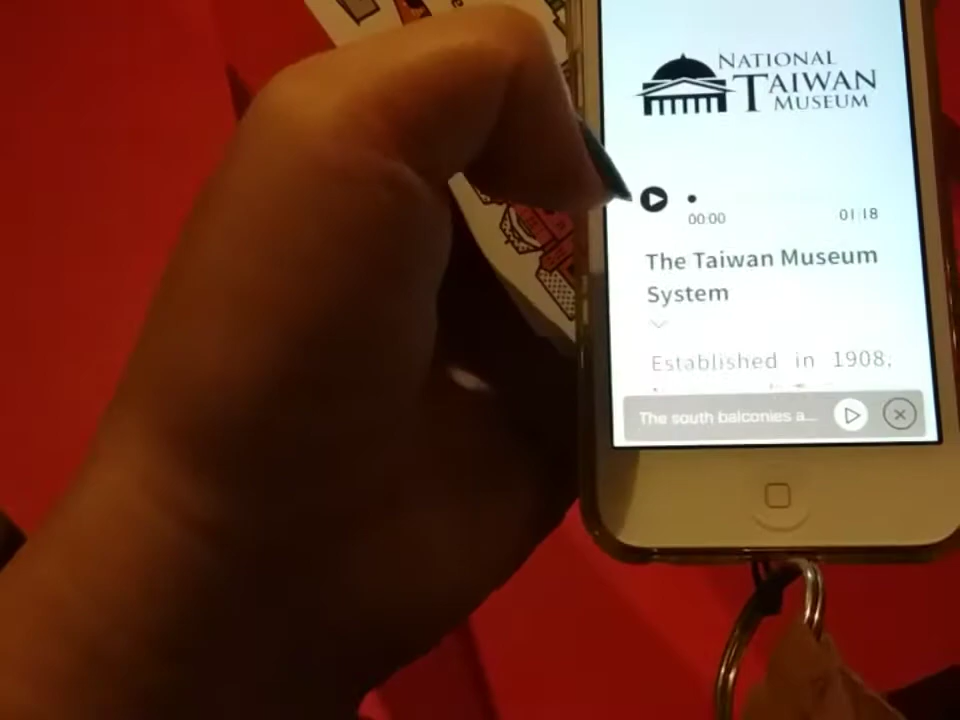 NATIONAL
TAIWAN
MUSEUM
00:00
01:18
The Taiwan Museum
System
Established in 1908,
The south balconies a...